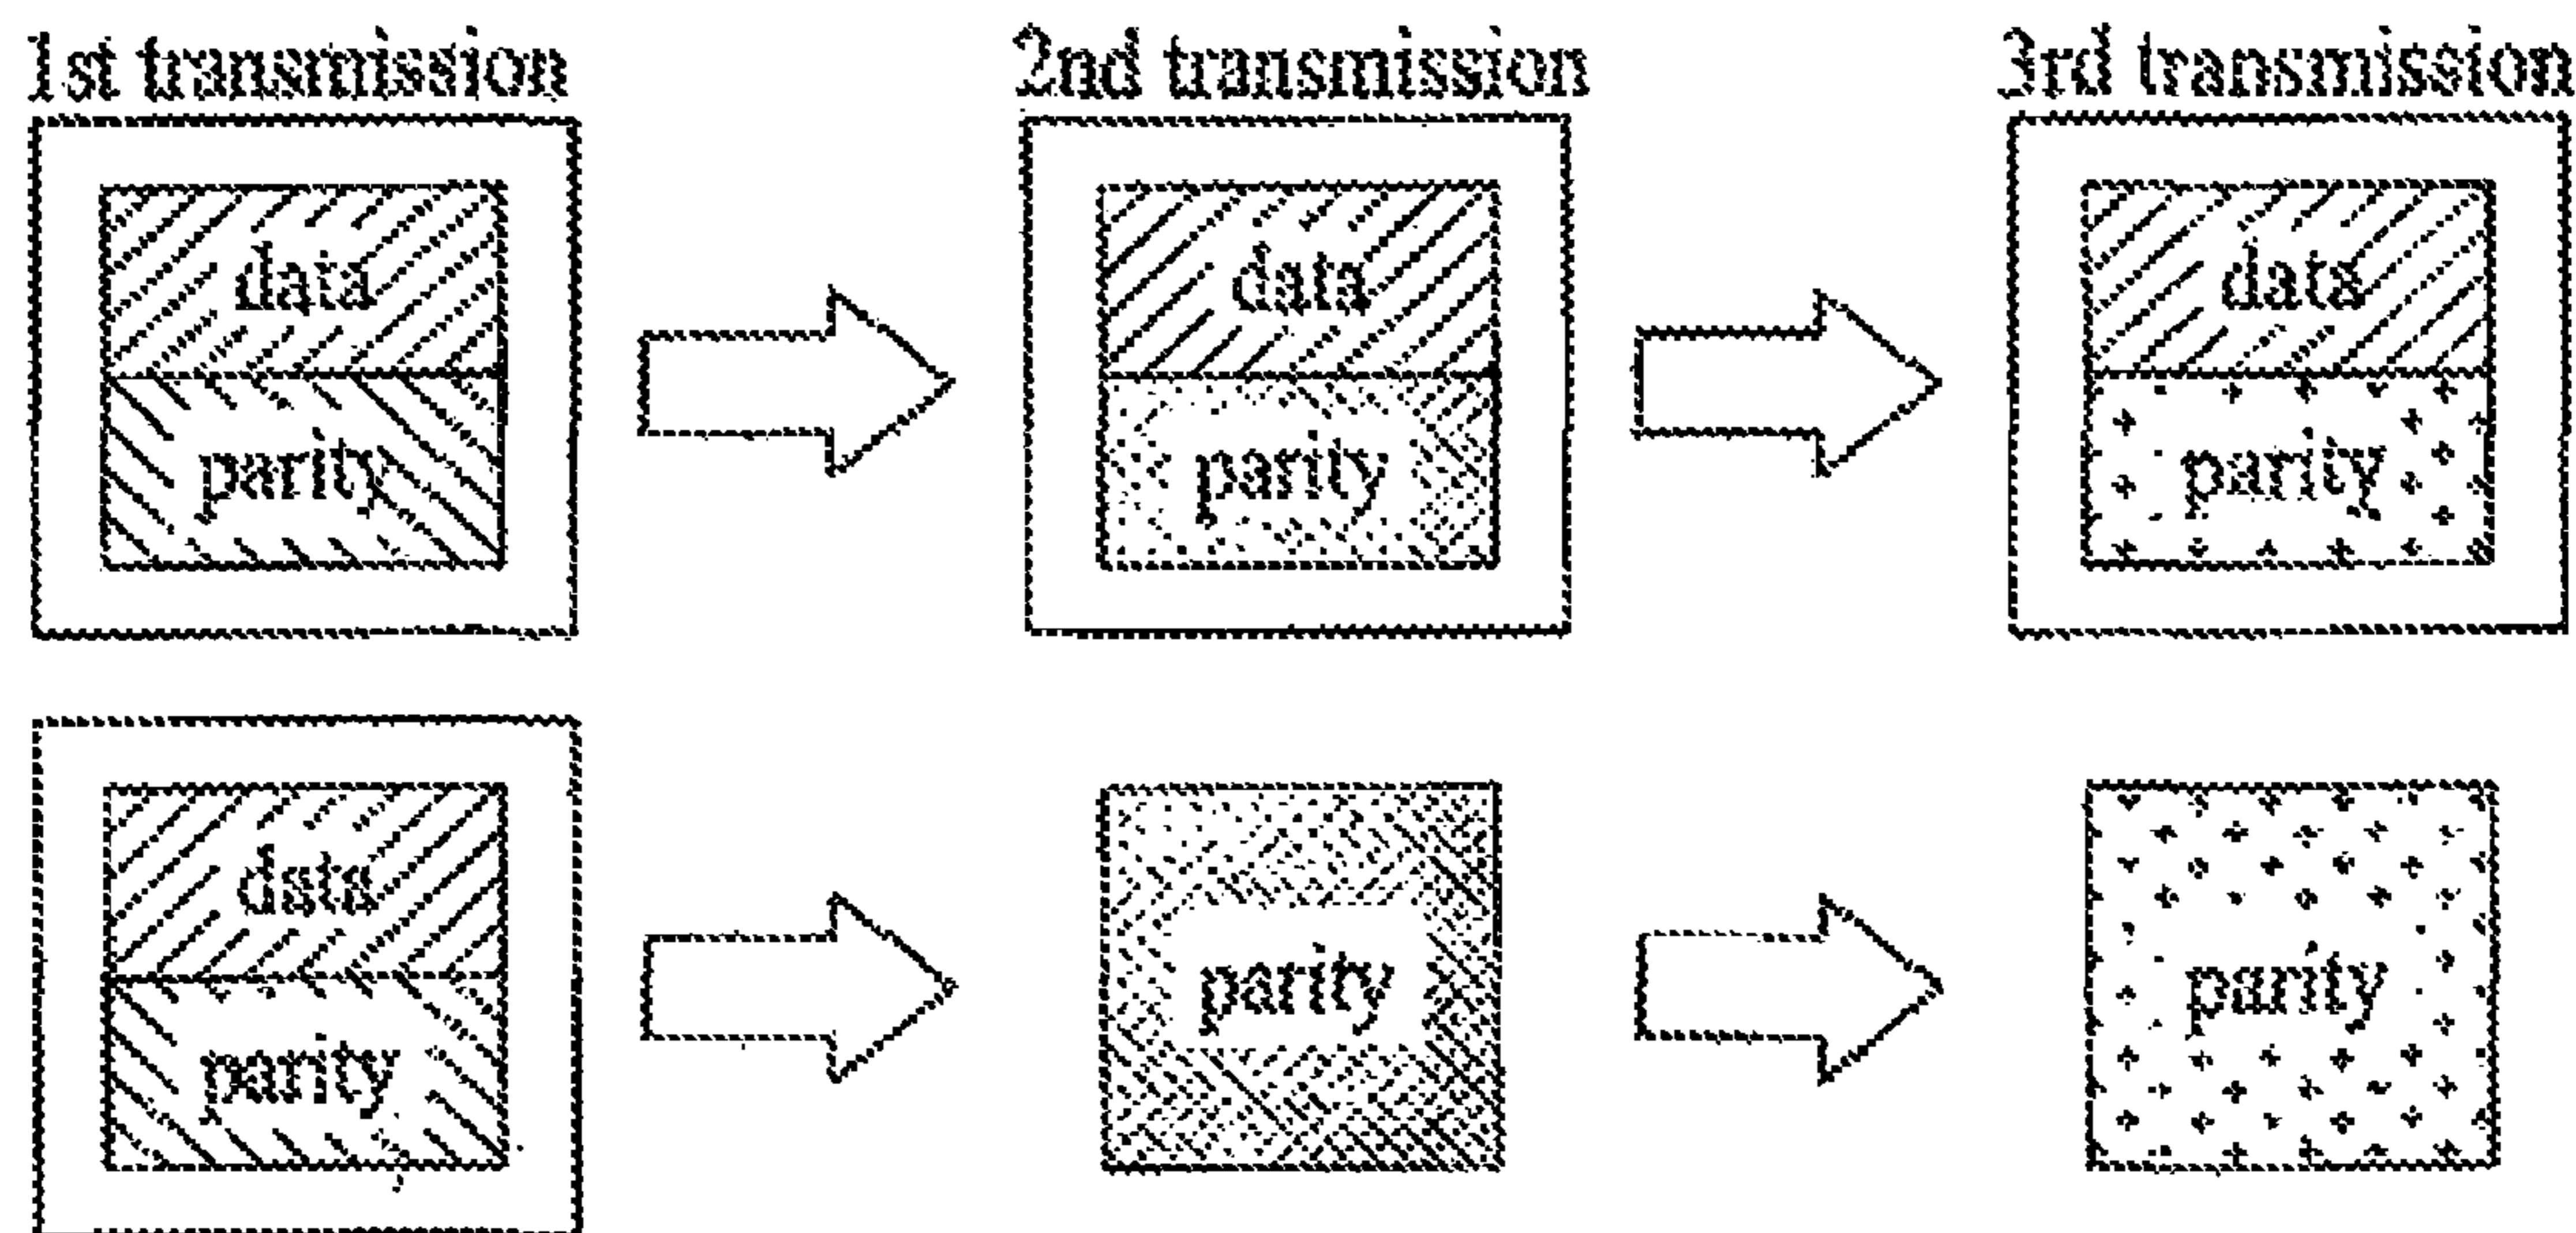 1st transmission 2nd transmission 3rd transmission
data data data
parity parity parity
data
parity parity
parity